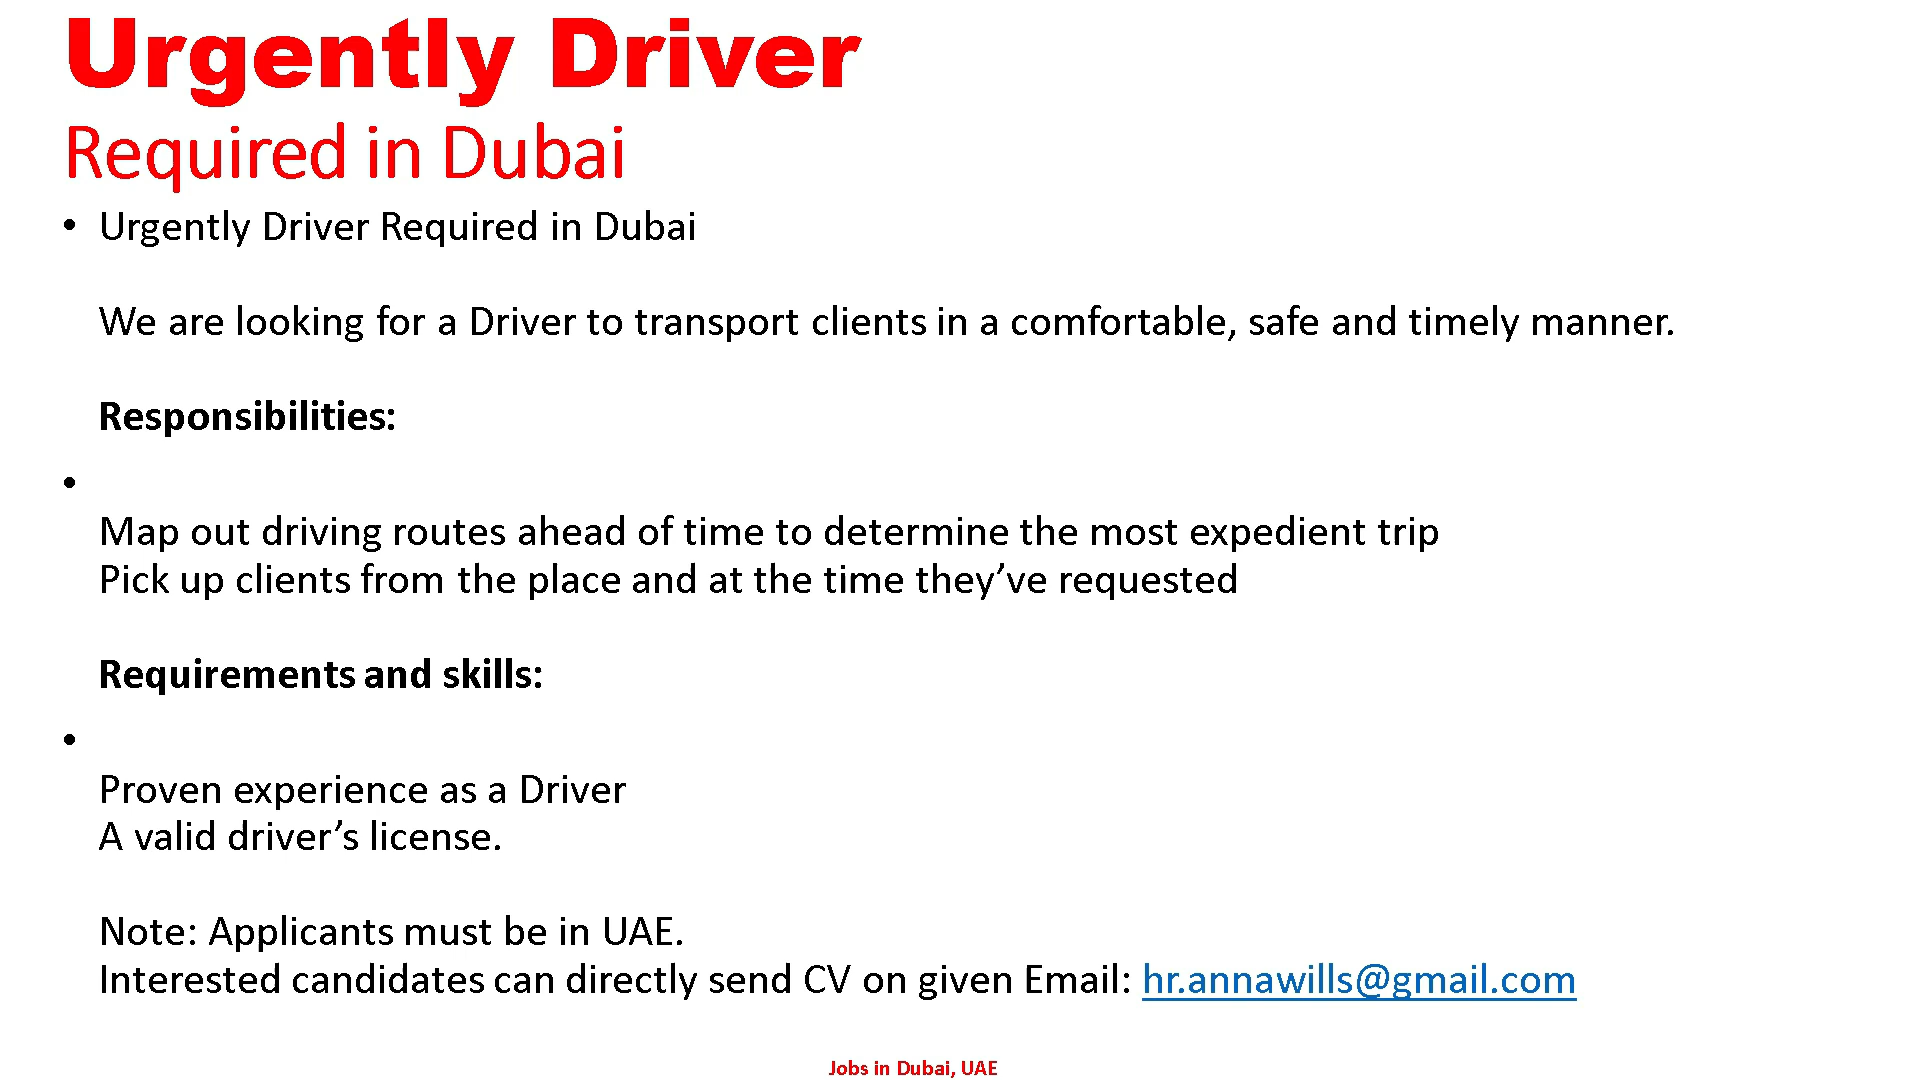 Urgently Driver
Required in Dubai
• Urgently Driver Required in Dubai
We are looking for a Driver to transport clients in a comfortable, safe and timely manner.
Responsibilities:
•
Map out driving routes ahead of time to determine the most expedient trip
Pick up clients from the place and at the time they’ve requested
Requirements and skills:
•
Proven experience as a Driver
A valid driver’s license.
Note: Applicants must be in UAE.
Interested candidates can directly send CV on given Email: hr.annawills@gmail.com
Jobs in Dubai, UAE